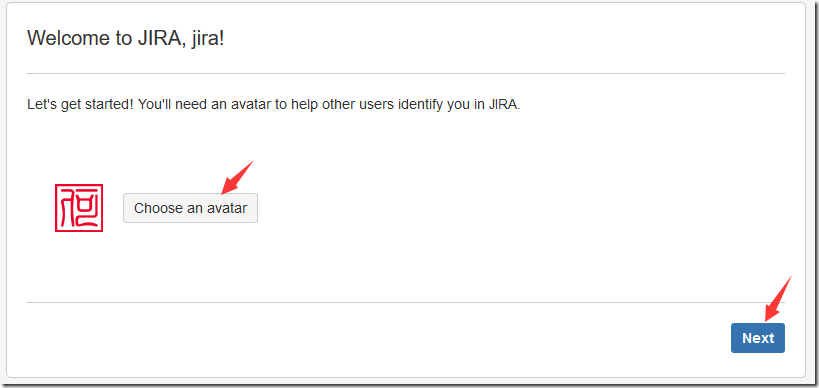 Welcome to JIRA, jira!
Let's get started! You'll need an avatar to help other users identify you in JIRA.
Choose an avatar
Next